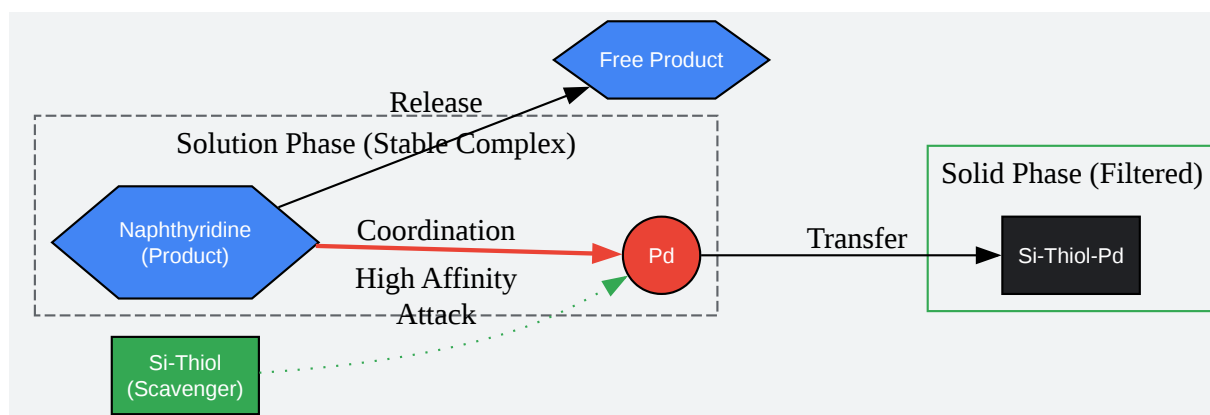 Free Product
Release
Solution Phase (Stable Complex)
Solid Phase (Filtered)
Naphthyridine
(Product)
Coordination
Pd
Transfer
Si-Thiol-Pd
High Affinity
Attack
Si-Thiol
(Scavenger)